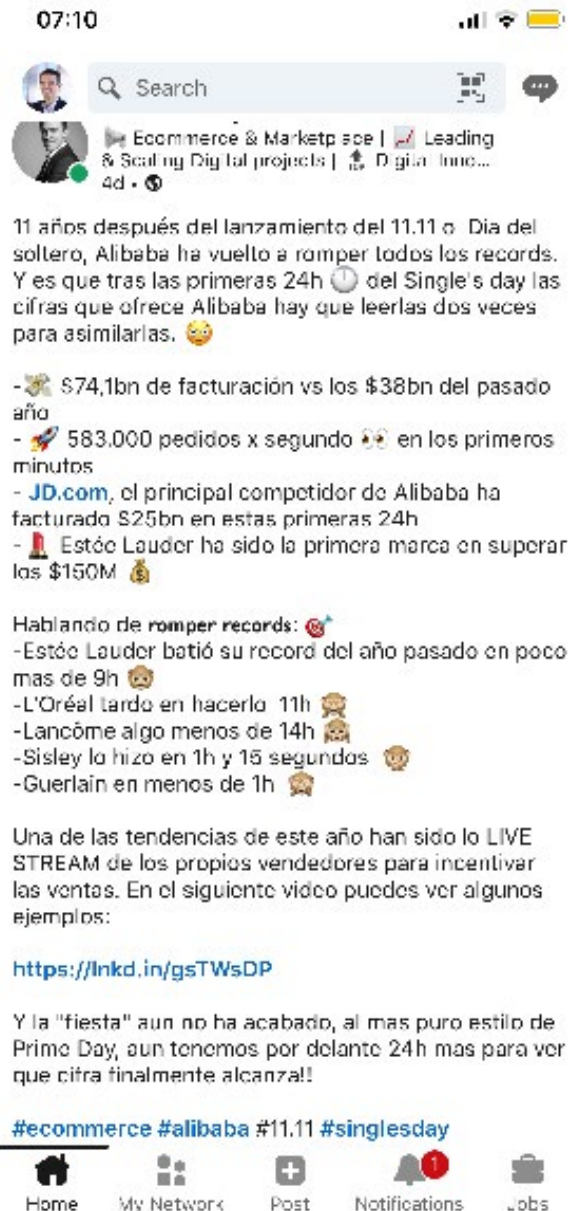 07:10
Search
📢 Ecommerce & Marketplace | 📈 Leading
& Scaling Digital projects | 🔝 Digital Inno...
4d •
11 años después del lanzamiento del 11.11 o Dia del
soltero, Alibaba ha vuelto a romper todos los records.
Y es que tras las primeras 24h 🕛 del Single's day las
cifras que ofrece Alibaba hay que leerlas dos veces
para asimilarlas. 😳
-💸 $74,1bn de facturación vs los $38bn del pasado
año
- 🚀 583.000 pedidos x segundo 👀 en los primeros
minutos
- JD.com, el principal competidor de Alibaba ha
facturado $25bn en estas primeras 24h
- 💄 Estée Lauder ha sido la primera marca en superar
los $150M 💰
Hablando de romper records: 🎯
-Estée Lauder batió su record del año pasado en poco
mas de 9h 🙉
-L'Oréal tardo en hacerlo 11h 🙈
-Lancôme algo menos de 14h 🙈
-Sisley lo hizo en 1h y 15 segundos 🙊
-Guerlain en menos de 1h 🙈
Una de las tendencias de este año han sido lo LIVE
STREAM de los propios vendedores para incentivar
las ventas. En el siguiente video puedes ver algunos
ejemplos:
https://lnkd.in/gsTWsDP
Y la "fiesta" aun no ha acabado, al mas puro estilo de
Prime Day, aun tenemos por delante 24h mas para ver
que cifra finalmente alcanza!!
#ecommerce #alibaba #11.11 #singlesday
1
Home My Network Post Notifications Jobs